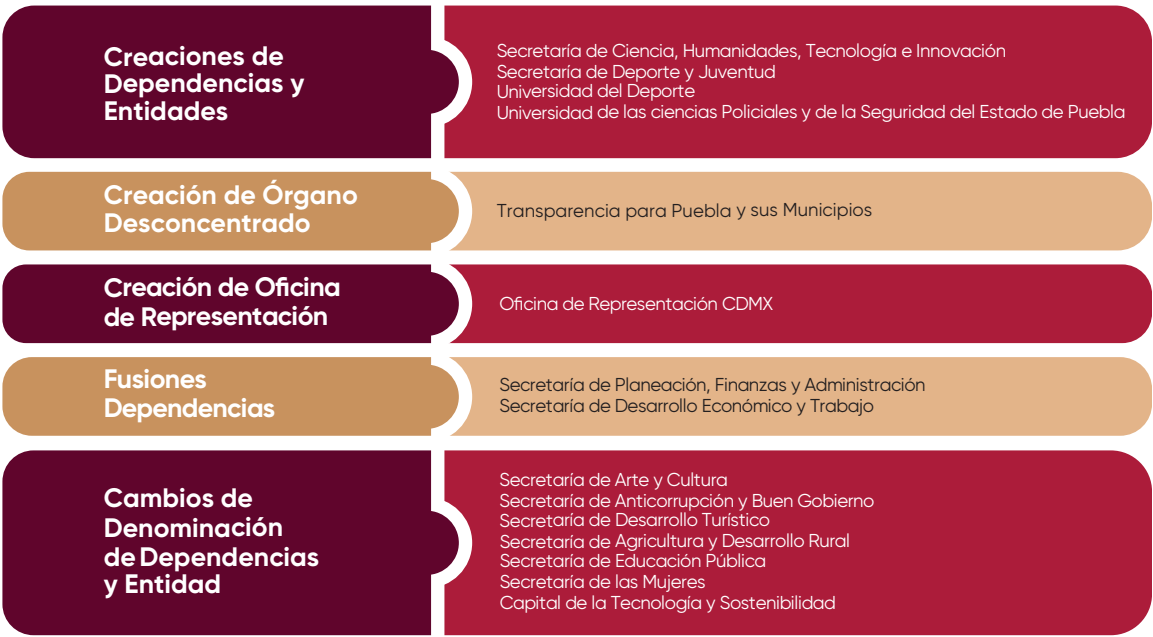 Creaciones de
Dependencias y
Entidades
Secretaría de Ciencia, Humanidades, Tecnología e Innovación
Secretaría de Deporte y Juventud
Universidad del Deporte
Universidad de las ciencias Policiales y de la Seguridad del Estado de Puebla
Creación de Órgano
Desconcentrado
Transparencia para Puebla y sus Municipios
Creación de Oficina
de Representación
Oficina de Representación CDMX
Fusiones
Dependencias
Secretaría de Planeación, Finanzas y Administración
Secretaría de Desarrollo Económico y Trabajo
Cambios de
Denominación
de Dependencias
y Entidad
Secretaría de Arte y Cultura
Secretaría de Anticorrupción y Buen Gobierno
Secretaría de Desarrollo Turístico
Secretaría de Agricultura y Desarrollo Rural
Secretaría de Educación Pública
Secretaría de las Mujeres
Capital de la Tecnología y Sostenibilidad